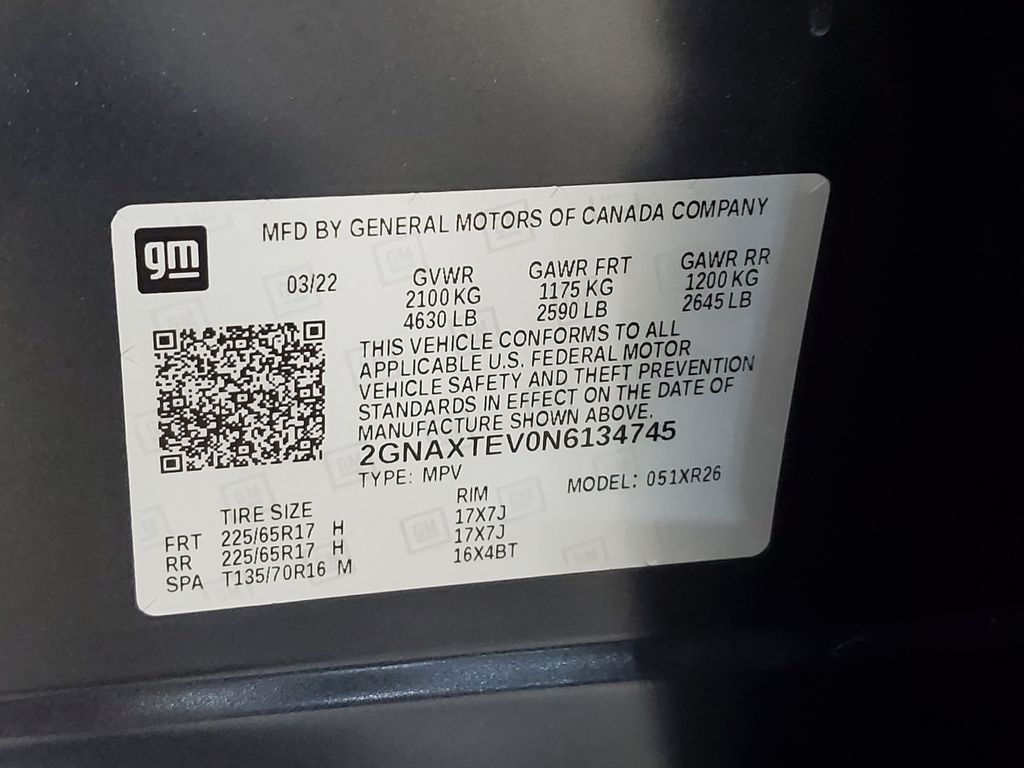 MFD BY GENERAL MOTORS OF CANADA COMPANY
gm
03/22 GVWR GAWR FRT GAWR RR
2100 KG 1175 KG 1200 KG
4630 LB 2590 LB 2645 LB
THIS VEHICLE CONFORMS TO ALL
APPLICABLE U.S. FEDERAL MOTOR
VEHICLE SAFETY AND THEFT PREVENTION
STANDARDS IN EFFECT ON THE DATE OF
MANUFACTURE SHOWN ABOVE.
2GNAXTEV0N6134745
TYPE: MPV MODEL: 051XR26
TIRE SIZE RIM
FRT 225/65R17 H 17X7J
RR 225/65R17 H 17X7J
SPA T135/70R16 M 16X4BT